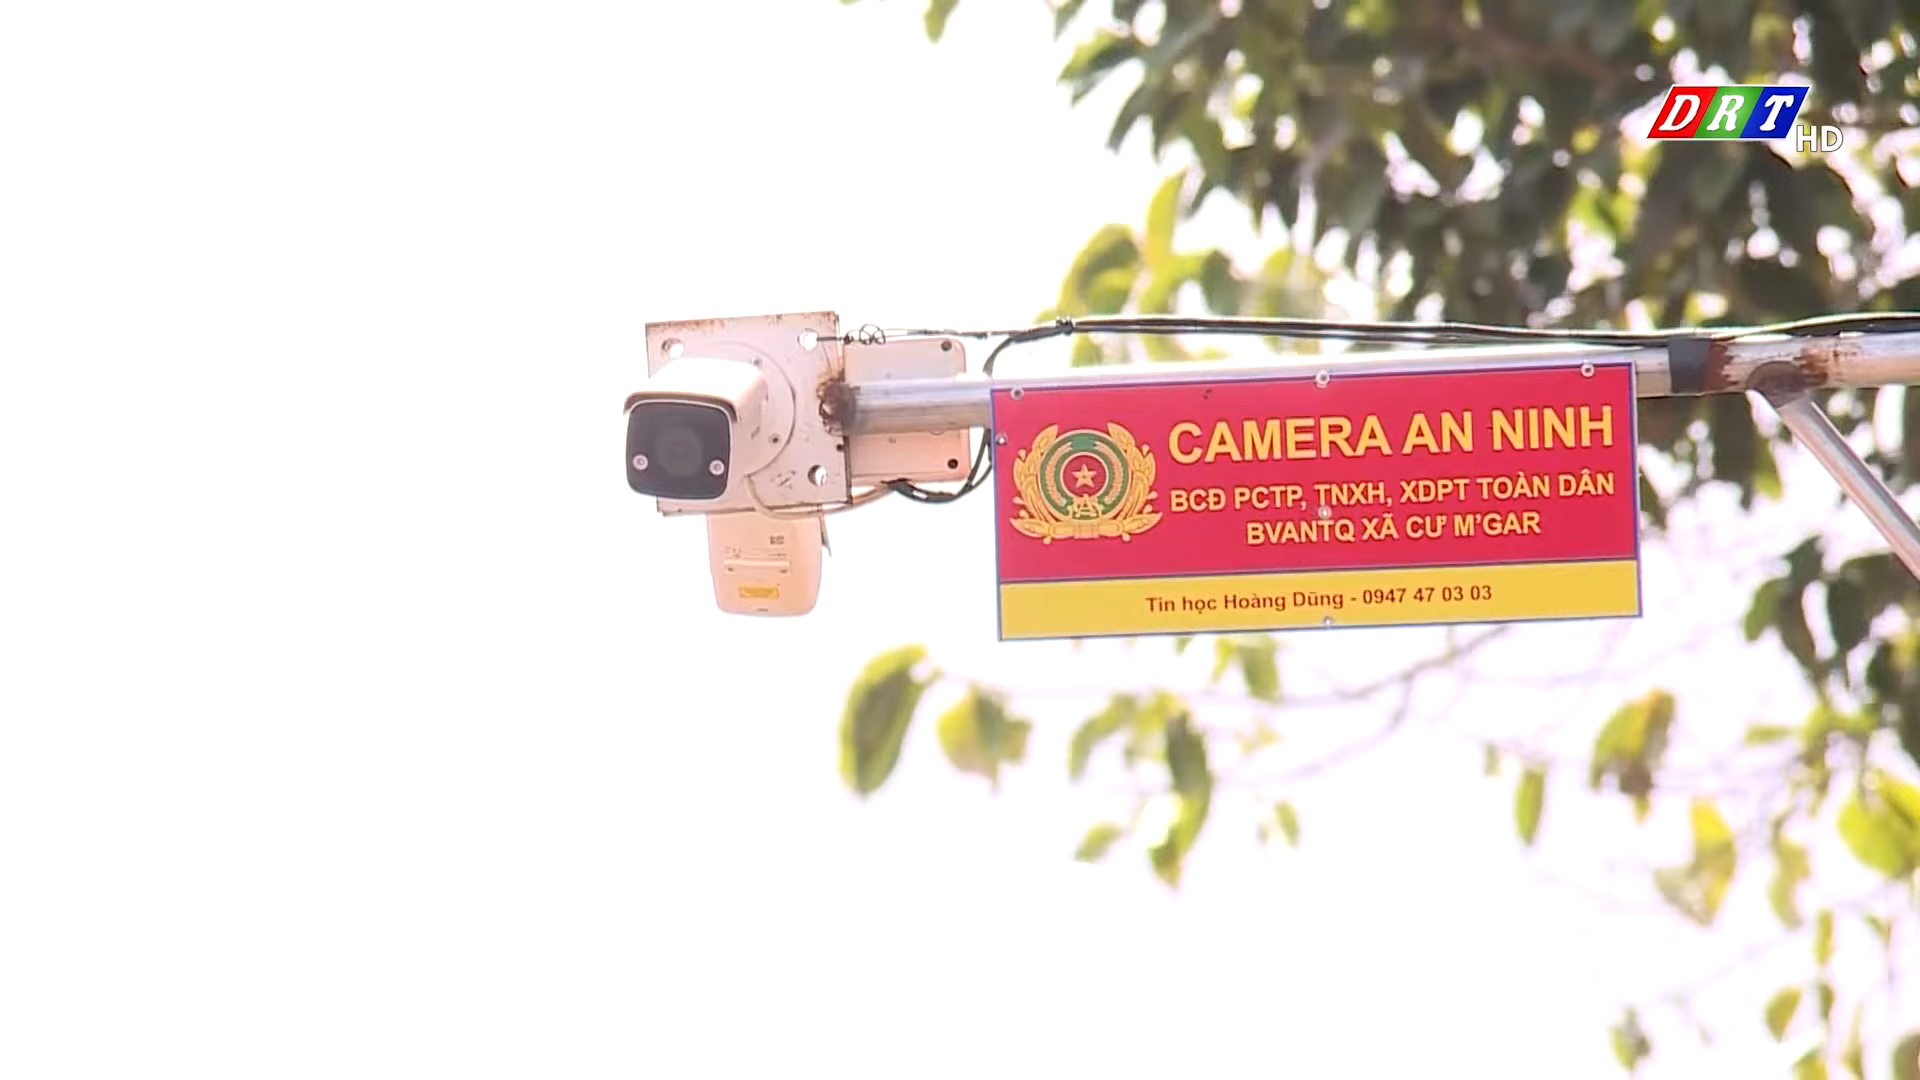 DRT
HD
CAMERA AN NINH
BCĐ PCTP, TNXH, XDPT TOÀN DÂN
BVANTQ XÃ CƯ M'GAR
Tin học Hoàng Dũng - 0947 47 03 03